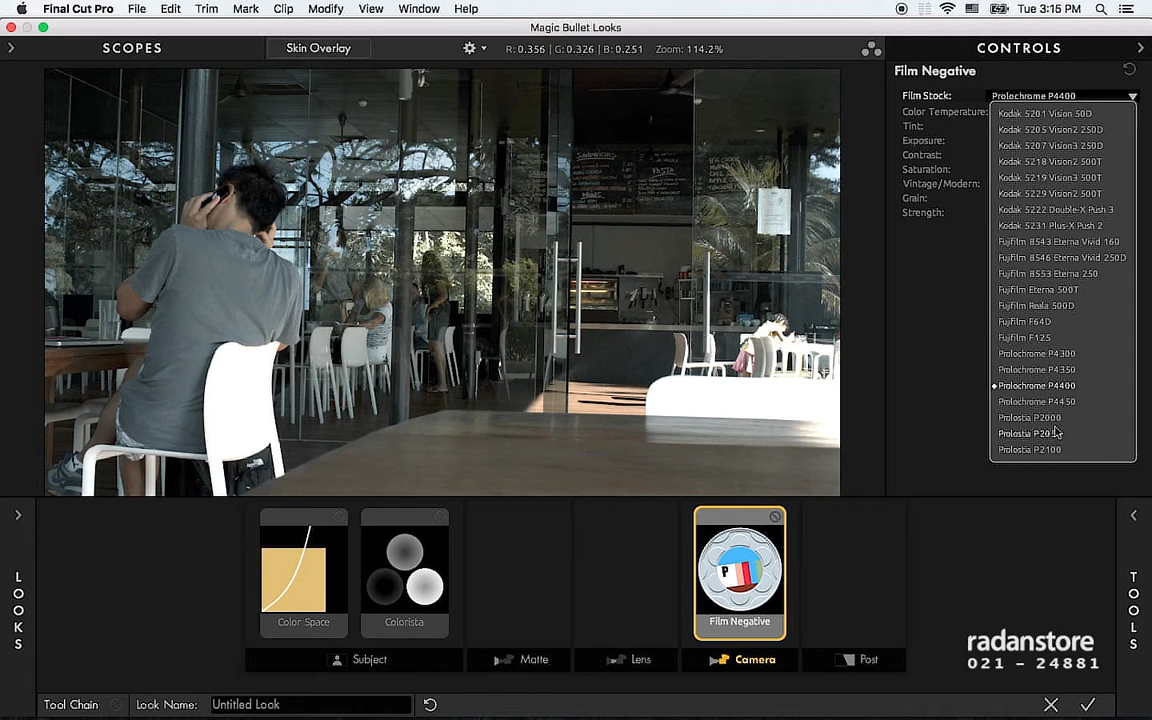 Final Cut Pro File Edit Trim Mark Clip Modify View Window Help Tue 3:15 PM
Magic Bullet Looks
SCOPES Skin Overlay R: 0.356 | G: 0.326 | B: 0.251 Zoom: 114.2% CONTROLS
Film Negative
Film Stock: Prolochrome P4400
Color Temperature:
Tint:
Exposure:
Contrast:
Saturation:
Vintage/Modern:
Grain:
Strength:
Kodak 5201 Vision 50D
Kodak 5205 Vision2 250D
Kodak 5207 Vision3 250D
Kodak 5218 Vision2 500T
Kodak 5219 Vision3 500T
Kodak 5229 Vision2 500T
Kodak 5222 Double-X Push 3
Kodak 5231 Plus-X Push 2
Fujifilm 8543 Eterna Vivid 160
Fujifilm 8546 Eterna Vivid 250D
Fujifilm 8553 Eterna 250
Fujifilm Eterna 500T
Fujifilm Reala 500D
Fujifilm F64D
Fujifilm F125
Prolochrome P4300
Prolochrome P4350
Prolochrome P4400
Prolochrome P4450
Prolostia P2000
Prolostia
Prolostia P2100
PASTA
P
Color Space Colorista Film Negative
Subject Matte Lens Camera Post
LOOKS
TOOLS
radanstore
021 - 24881
Tool Chain Look Name: Untitled Look